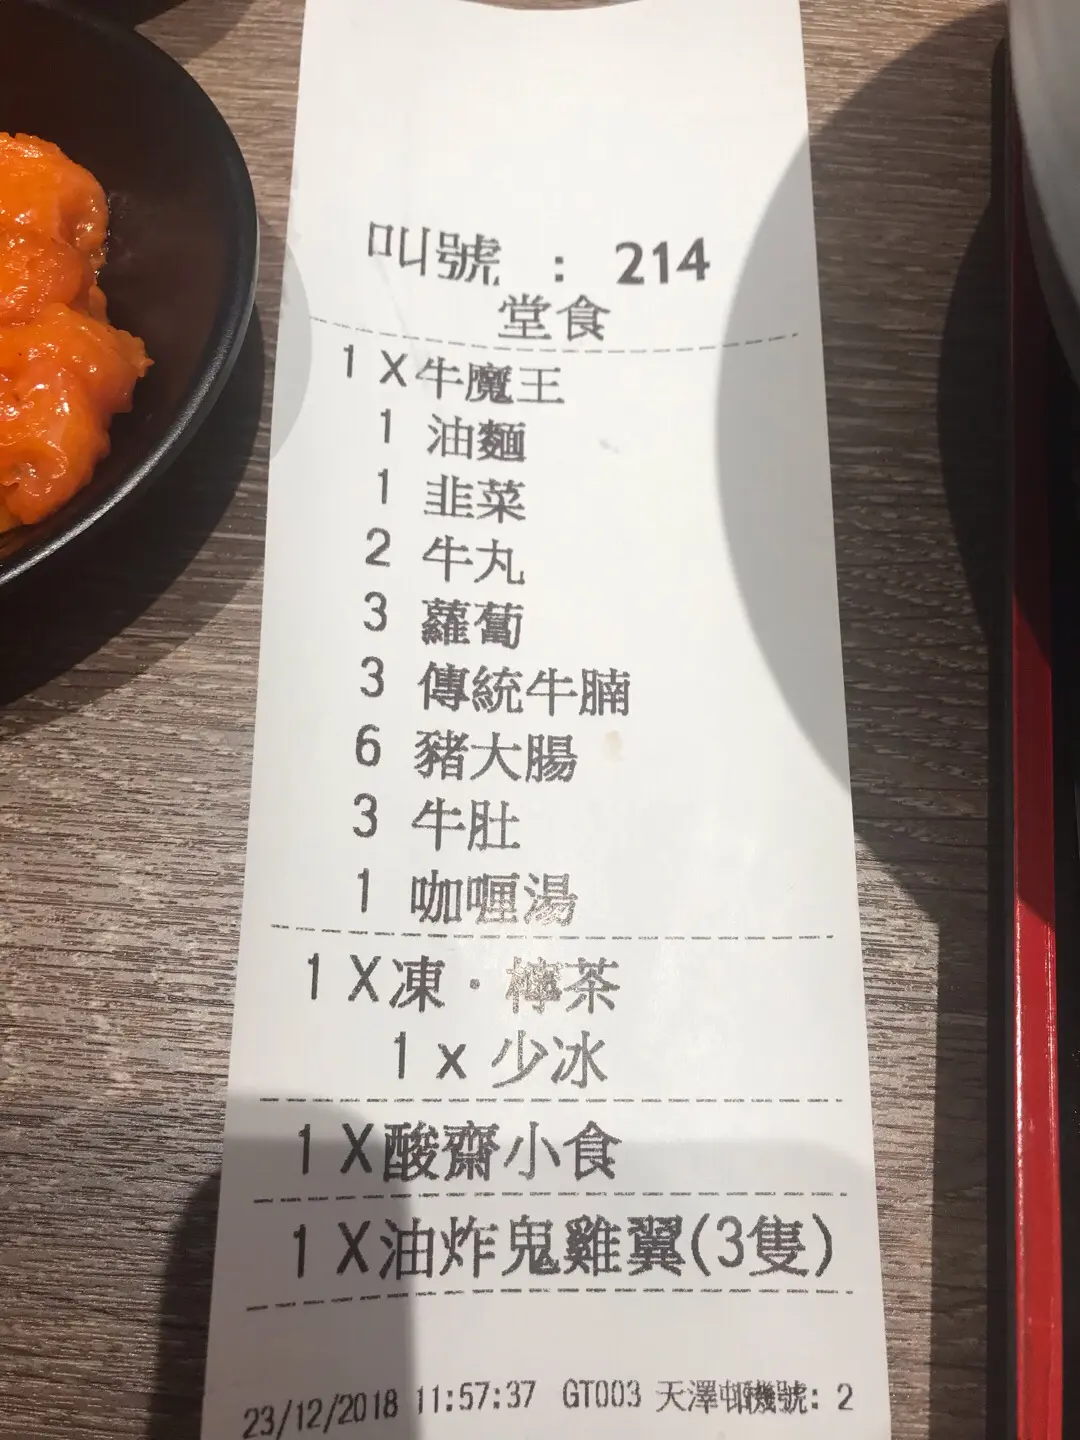 叫號 : 214
堂食
1 X牛魔王
1 油麵
1 韭菜
2 牛丸
3 蘿蔔
3 傳統牛腩
6 豬大腸
3 牛肚
1 咖喱湯
1 X凍·檸茶
1 x 少冰
1 X酸齋小食
1 X油炸鬼雞翼(3隻)
23/12/2018 11:57:37 GT003 天澤邨機號: 2